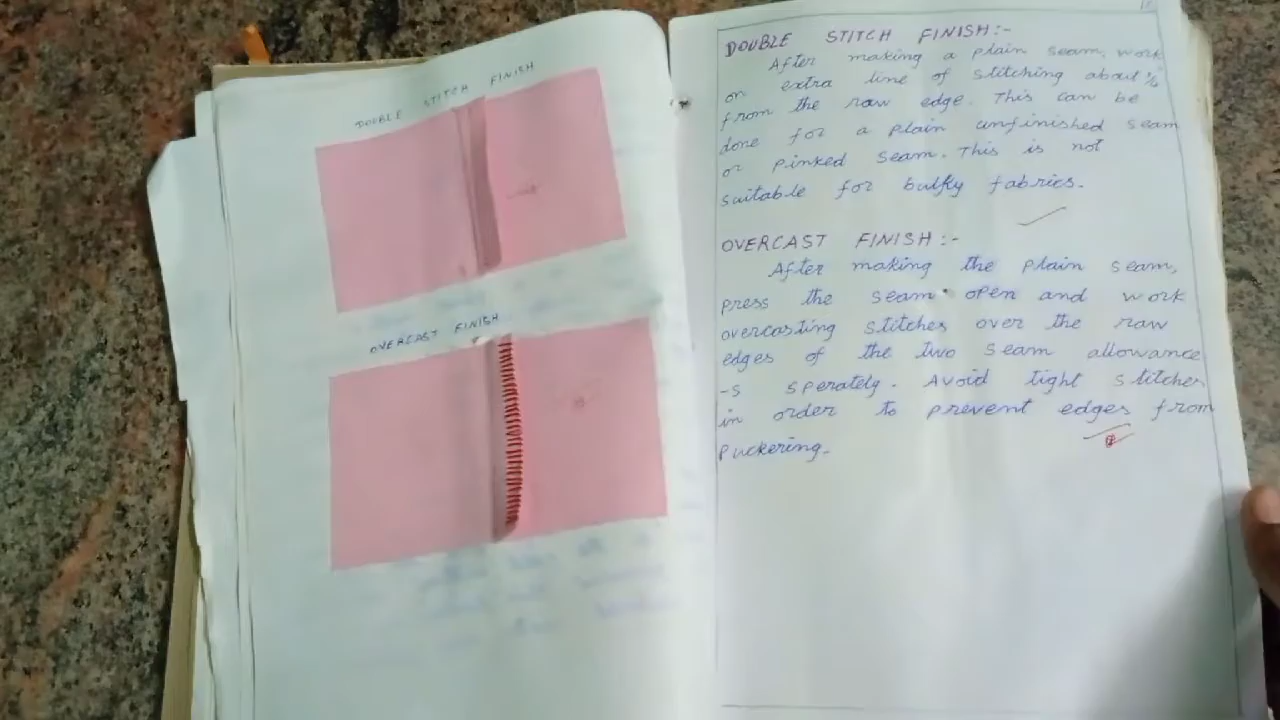 DOUBLE STITCH FINISH
OVERCAST FINISH
DOUBLE STITCH FINISH:-
After making a plain seam, work
on extra line of stitching about
from the raw edge. This can be
done for a plain unfinished seam
or pinked seam. This is not
suitable for bulky fabrics.
OVERCAST FINISH:-
After making the plain seam,
press the seam open and work
overcasting stitches over the raw
edges of the two seam allowance
-s sperately. Avoid tight stitches
in order to prevent edges from
puckering.